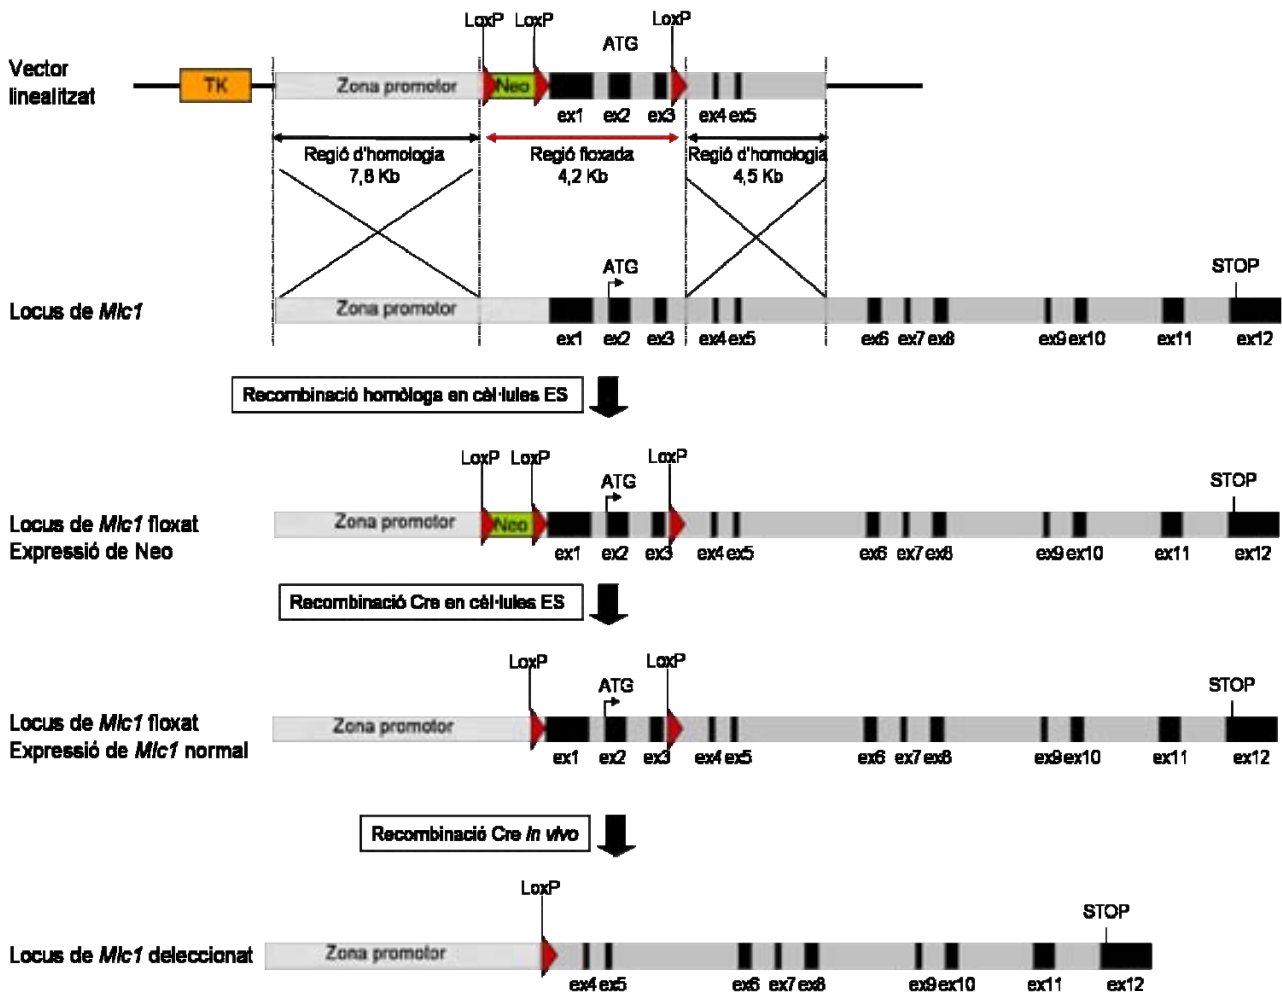 LoxP LoxP LoxP
ATG
Vector
linealitzat
TK Zona promotor Neo
ex1 ex2 ex3 ex4 ex5
Regió d'homologia Regió floxada Regió d'homologia
7,8 Kb 4,2 Kb 4,5 Kb
ATG STOP
Locus de Mlc1 Zona promotor
ex1 ex2 ex3 ex4 ex5 ex6 ex7 ex8 ex9 ex10 ex11 ex12
Recombinació homòloga en cèl·lules ES
LoxP LoxP LoxP
ATG STOP
Locus de Mlc1 floxat Zona promotor Neo
Expressió de Neo
ex1 ex2 ex3 ex4 ex5 ex6 ex7 ex8 ex9 ex10 ex11 ex12
Recombinació Cre en cèl·lules ES
LoxP LoxP
ATG STOP
Locus de Mlc1 floxat Zona promotor
Expressió de Mlc1 normal
ex1 ex2 ex3 ex4 ex5 ex6 ex7 ex8 ex9 ex10 ex11 ex12
Recombinació Cre in vivo
LoxP
STOP
Locus de Mlc1 deleccionat Zona promotor
ex4 ex5 ex6 ex7 ex8 ex9 ex10 ex11 ex12